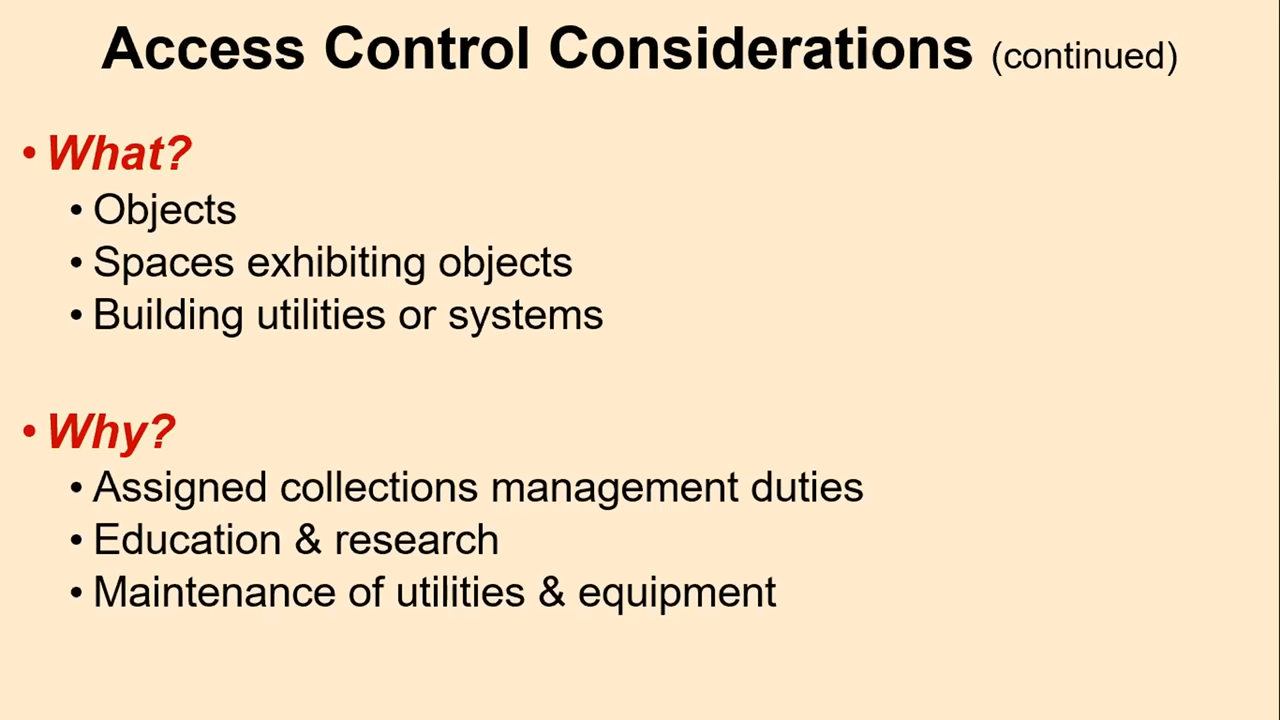 Access Control Considerations (continued)
• What?
• Objects
• Spaces exhibiting objects
• Building utilities or systems
• Why?
• Assigned collections management duties
• Education & research
• Maintenance of utilities & equipment